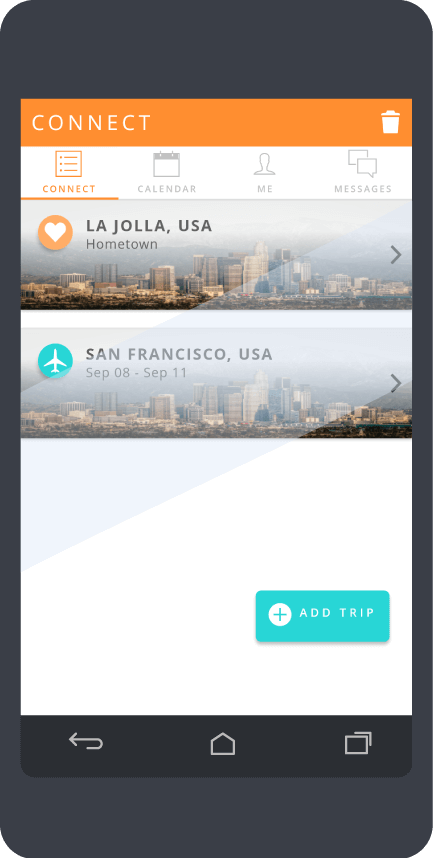 CONNECT
CONNECT CALENDAR ME MESSAGES
LA JOLLA, USA
Hometown
SAN FRANCISCO, USA
Sep 08 - Sep 11
ADD TRIP